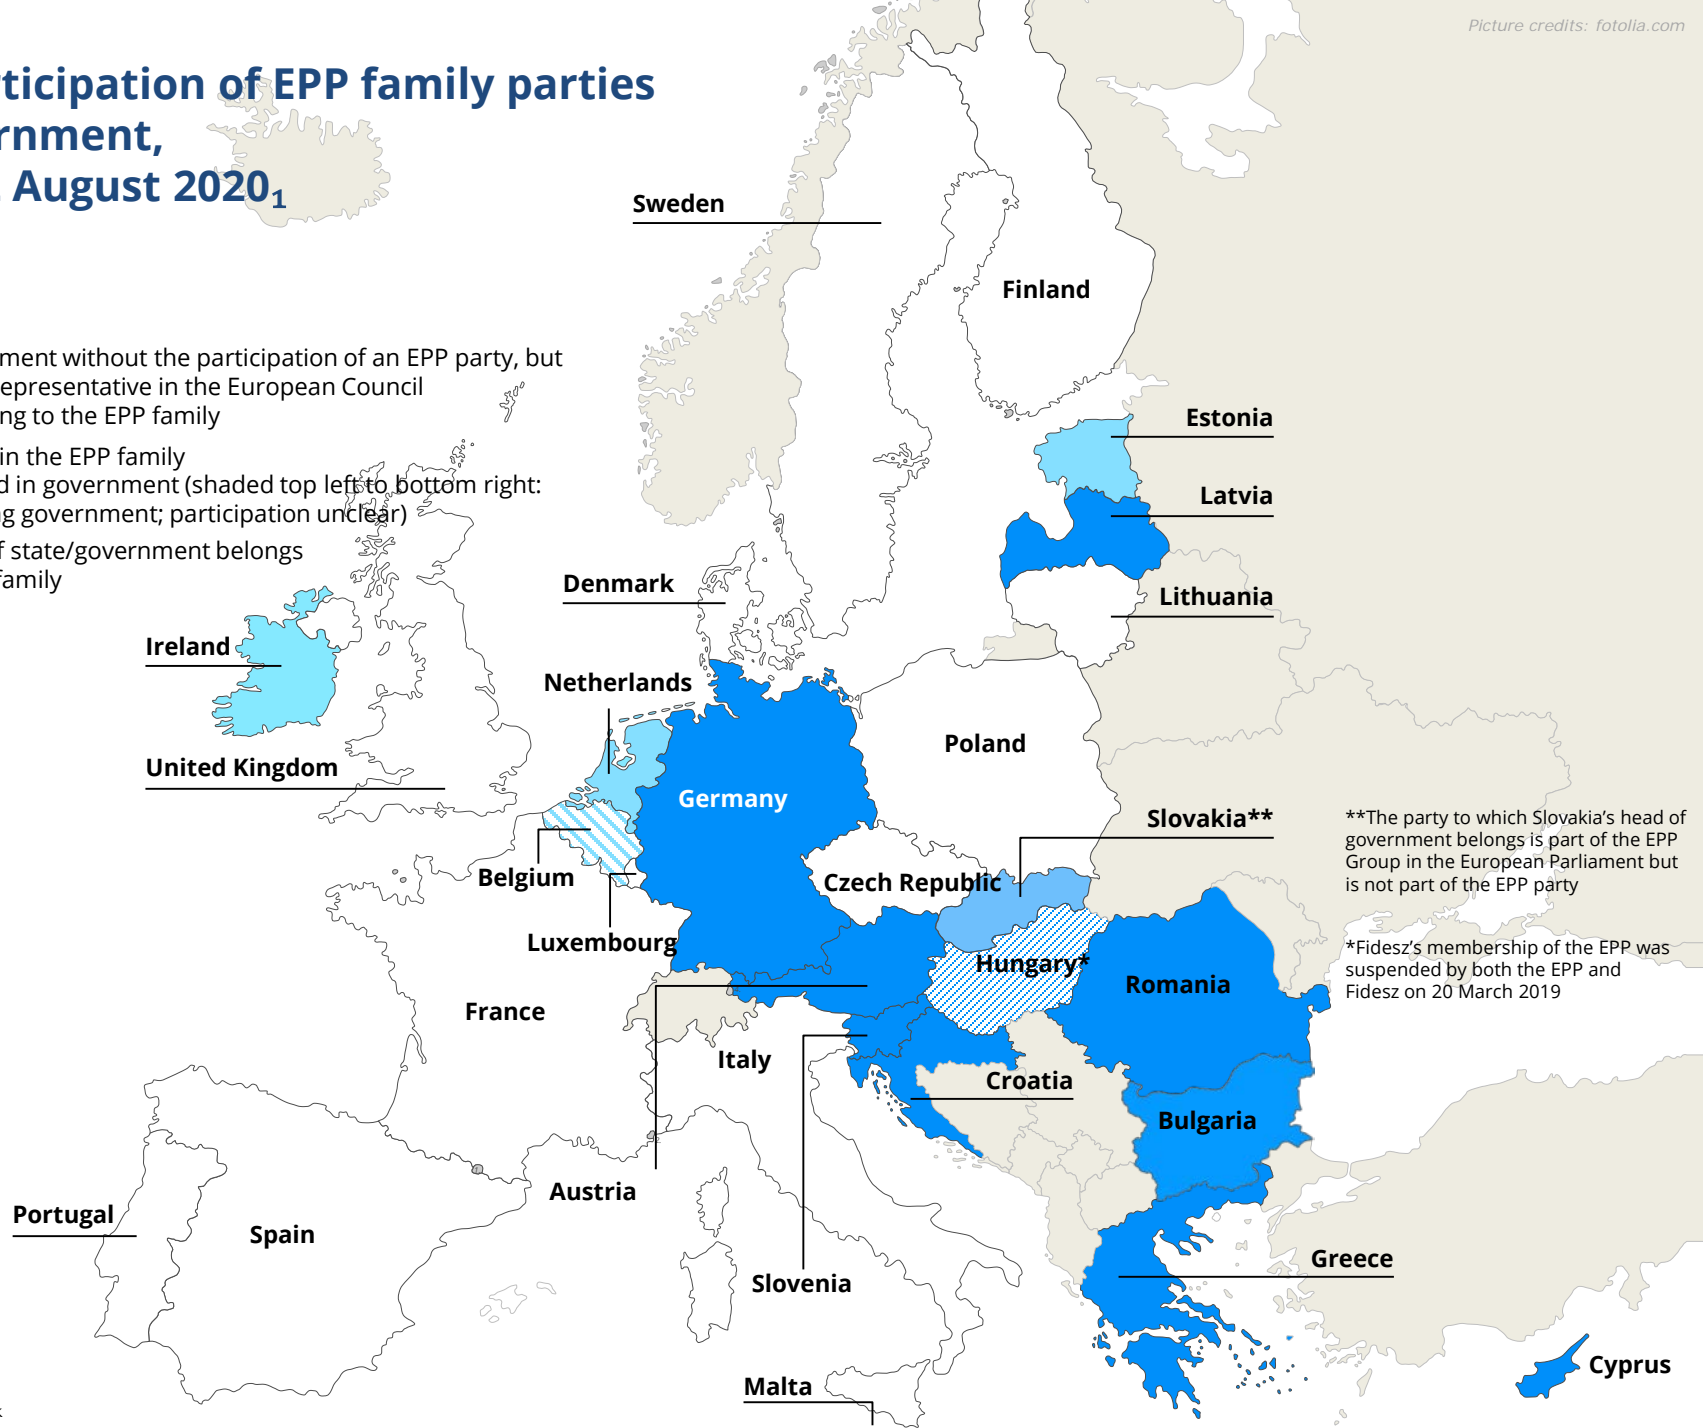 Picture credits: fotolia.com
ticipation of EPP family parties
rnment,
August 2020₁
ment without the participation of an EPP party, but
epresentative in the European Council
ng to the EPP family
in the EPP family
d in government (shaded top left to bottom right:
ng government; participation unclear)
f state/government belongs
family
Sweden
Finland
Estonia
Latvia
Lithuania
Denmark
Ireland
Netherlands
United Kingdom
Poland
Germany
Slovakia**
**The party to which Slovakia’s head of
government belongs is part of the EPP
Group in the European Parliament but
is not part of the EPP party
Belgium
Czech Republic
Luxembourg
Hungary*
*Fidesz’s membership of the EPP was
suspended by both the EPP and
Fidesz on 20 March 2019
Romania
France
Italy
Croatia
Bulgaria
Austria
Portugal
Spain
Slovenia
Greece
Malta
Cyprus